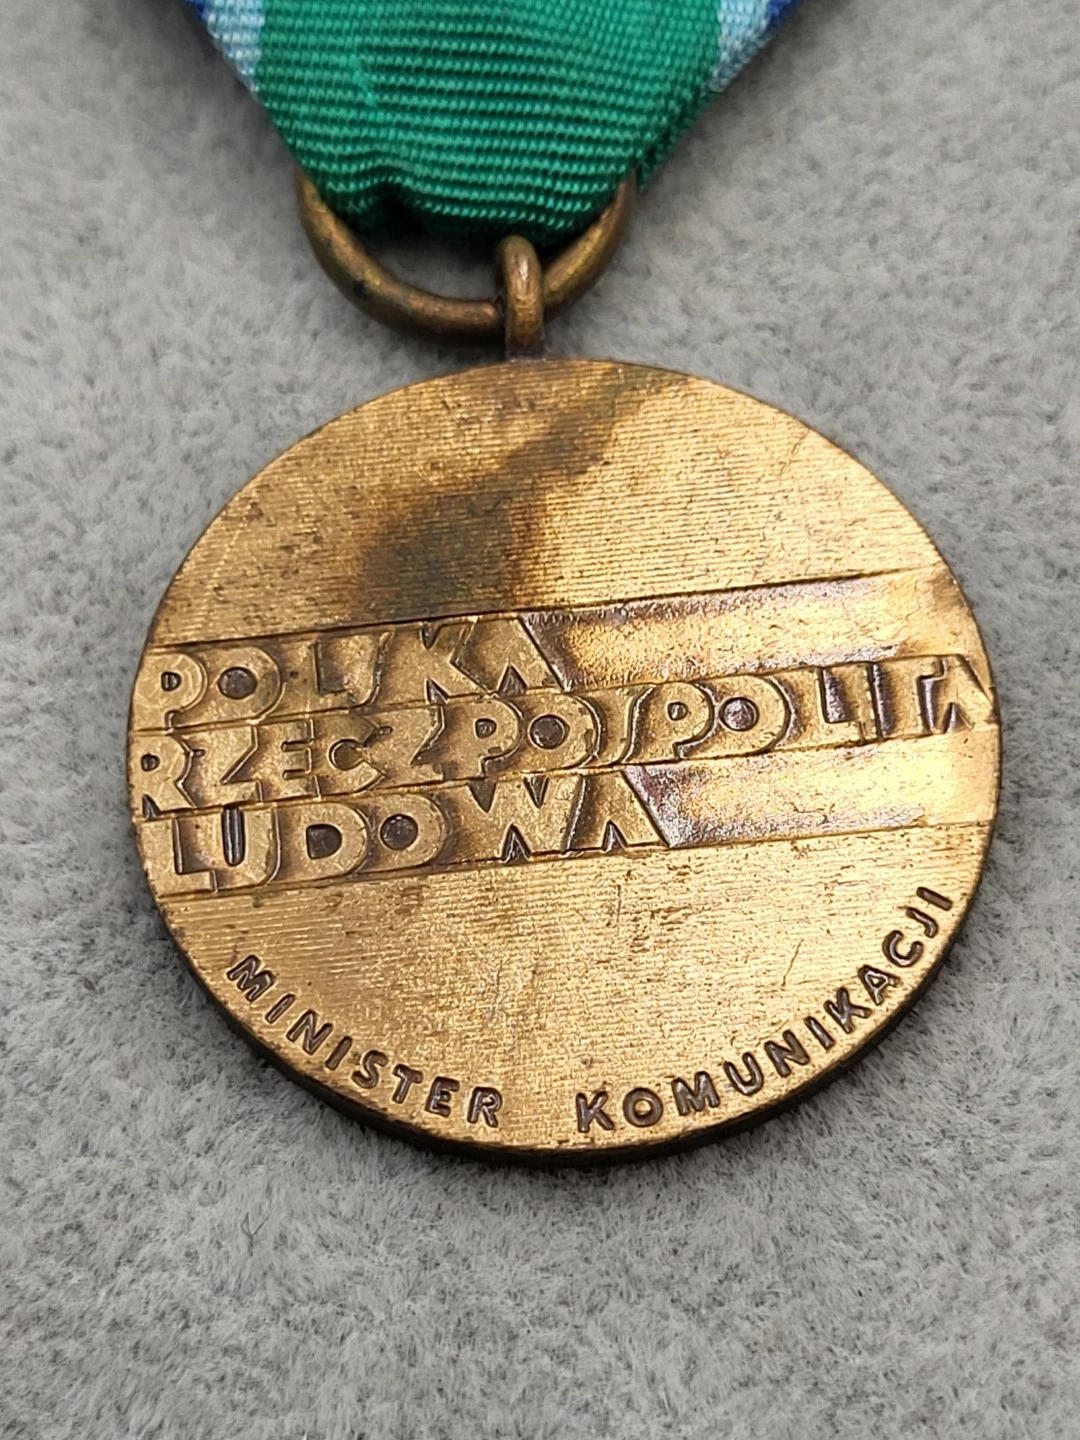 POLSKA
RZECZPOSPOLITA
LUDOWA
MINISTER KOMUNIKACJI